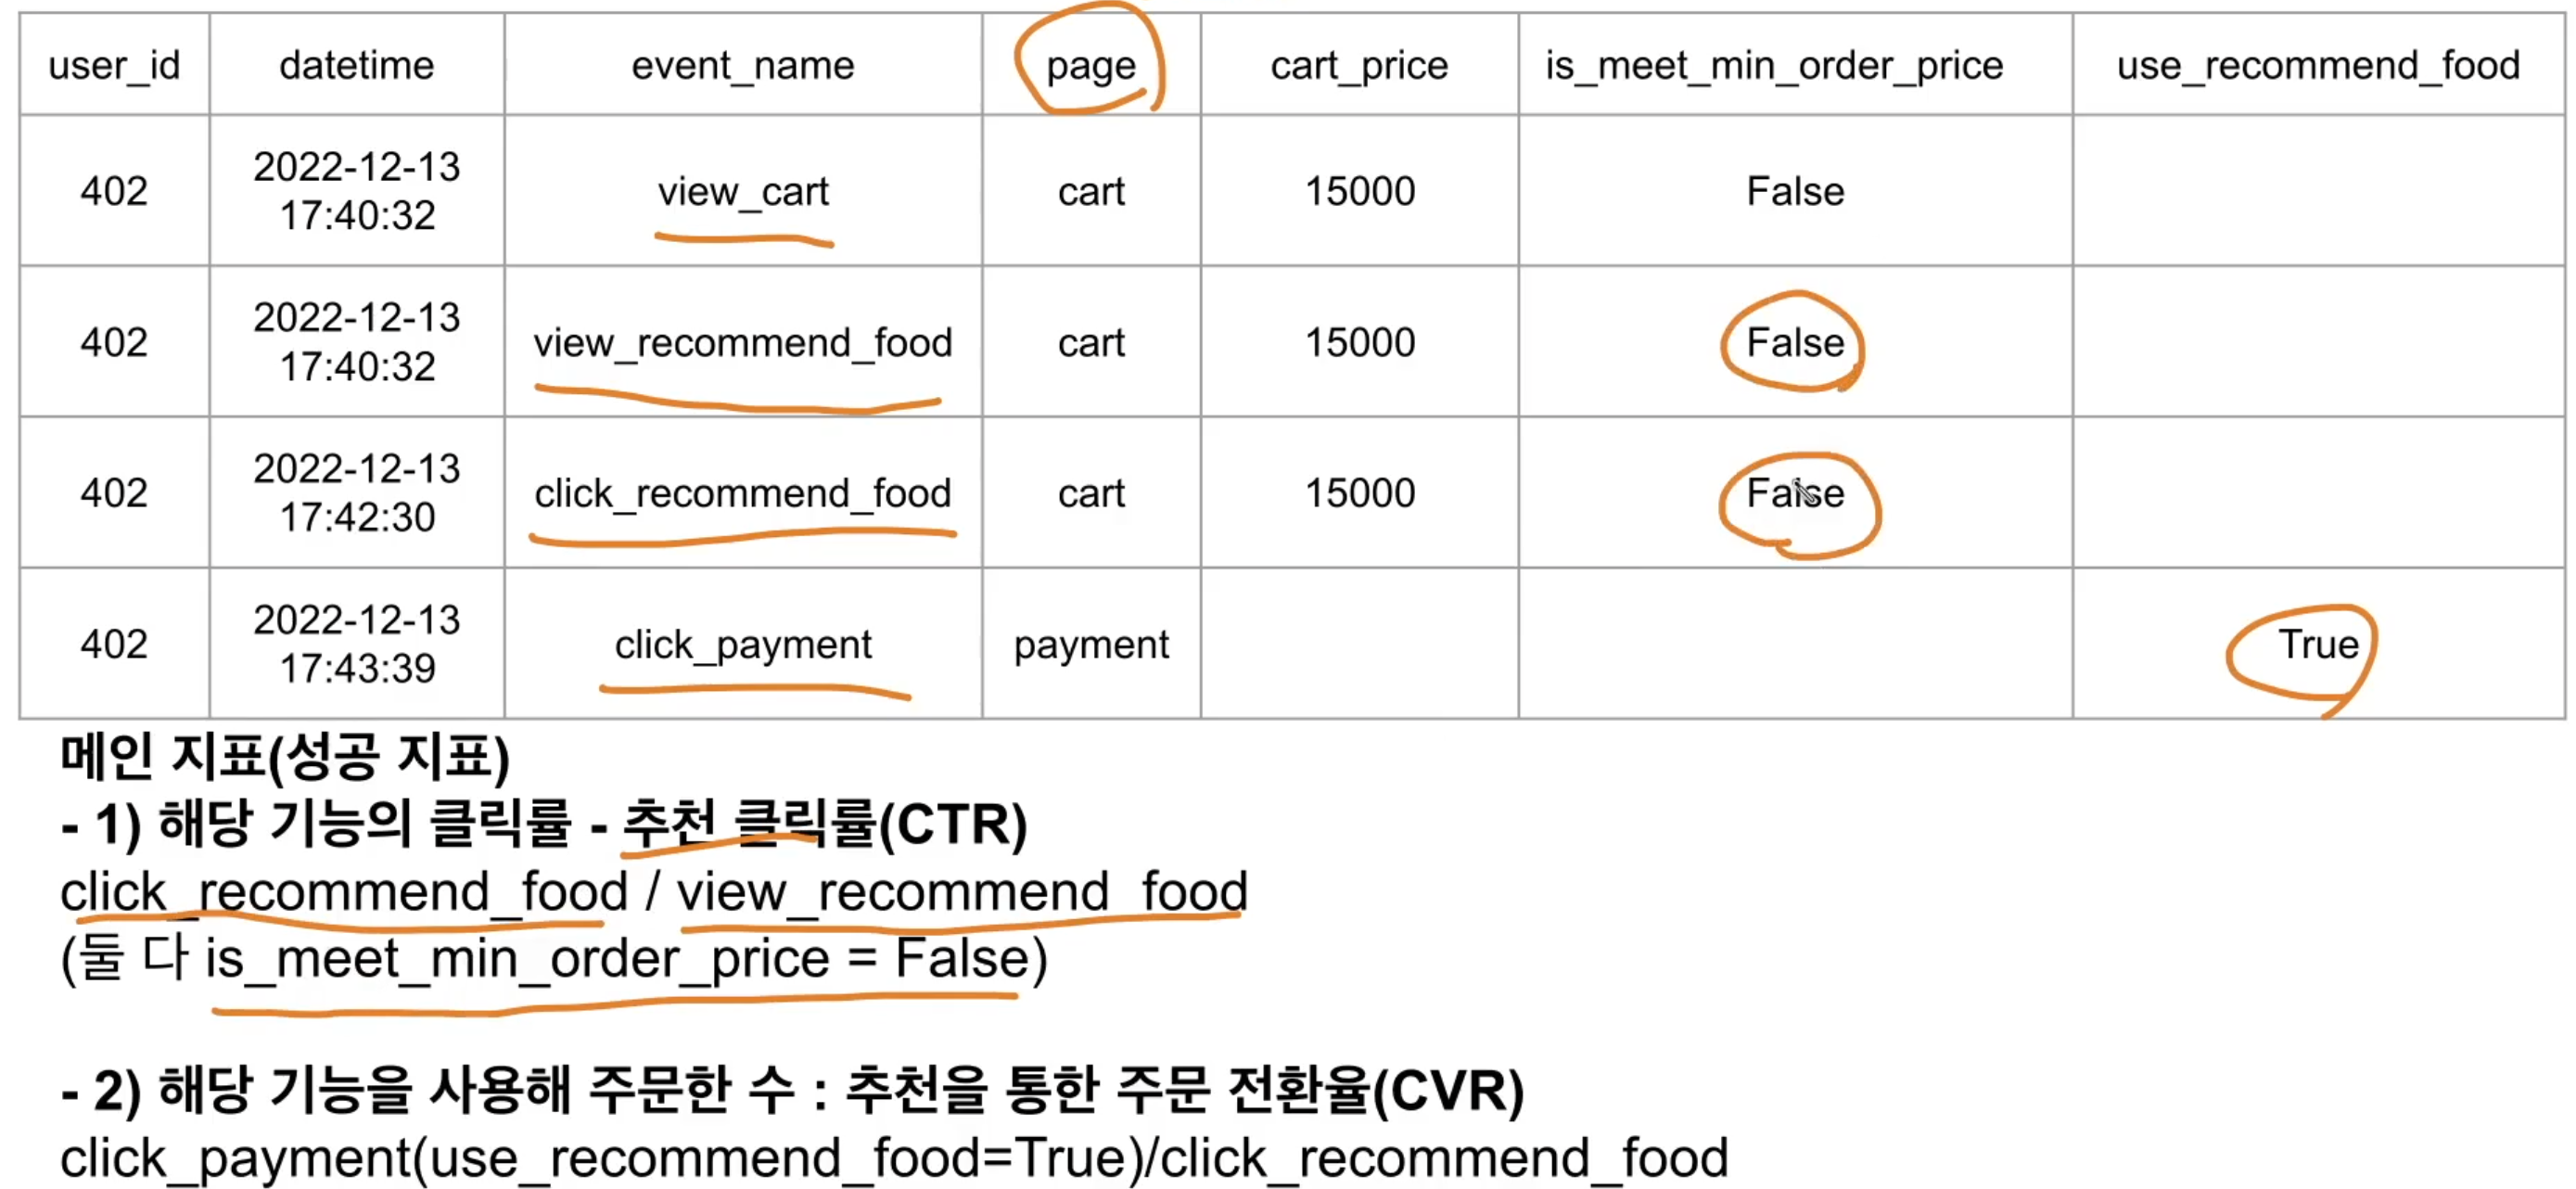 user_id datetime event_name page cart_price is_meet_min_order_price use_recommend_food
402 2022-12-13 17:40:32 view_cart cart 15000 False
402 2022-12-13 17:40:32 view_recommend_food cart 15000 False
402 2022-12-13 17:42:30 click_recommend_food cart 15000 False
402 2022-12-13 17:43:39 click_payment payment True
메인 지표(성공 지표)
- 1) 해당 기능의 클릭률 - 추천 클릭률(CTR)
click_recommend_food / view_recommend_food
(둘 다 is_meet_min_order_price = False)
- 2) 해당 기능을 사용해 주문한 수 : 추천을 통한 주문 전환율(CVR)
click_payment(use_recommend_food=True)/click_recommend_food